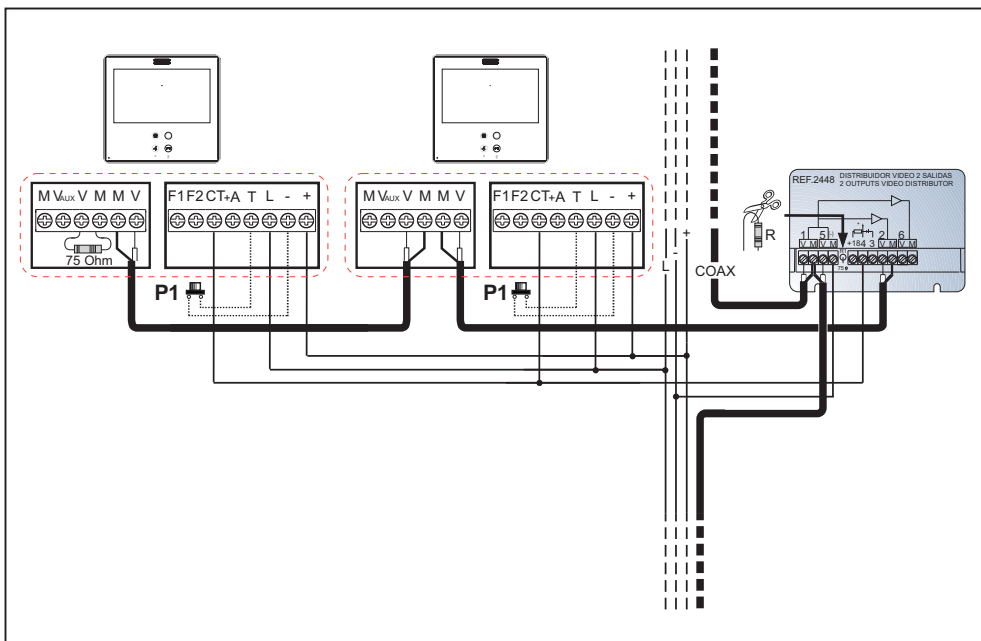 M VAUX V M M V
F1 F2 CT+A T L - +
75 Ohm
P1
M VAUX V M M V
F1 F2 CT+A T L - +
P1
L
-
+
COAX
R
REF.2448
DISTRIBUIDOR VIDEO 2 SALIDAS
2 OUTPUTS VIDEO DISTRIBUTOR
1 5 (-) +18 4 3 2 6
V M V M V M V M